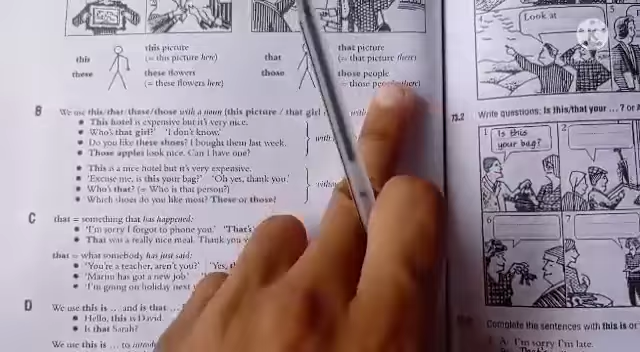 this
this picture
(= this picture here)
that
that picture
(= that picture there)
these
these flowers
(= these flowers here)
those
those people
(= those people there)
B We use this/that/these/those with a noun (this picture / that girl
• This hotel is expensive but it's very nice.
• 'Who's that girl?' 'I don't know.'
• Do you like these shoes? I bought them last week.
• Those apples look nice. Can I have one?
• This is a nice hotel but it's very expensive.
• 'Excuse me, is this your bag?' 'Oh yes, thank you.'
• Who's that? (= Who is that person?)
• Which shoes do you like most? These or those?
C that = something that has happened:
• 'I'm sorry I forgot to phone you.' 'That's
• That was a really nice meal. Thank you
that = what somebody has just said:
• 'You're a teacher, aren't you?' 'Yes,
• 'Martin has got a new job.'
• 'I'm going on holiday next
D We use this is ... and is that ...
• Hello, this is David.
• Is that Sarah?
We use this is ... to introd
Look at
5
73.2 Write questions: Is this/that your ... ? or
1
Is this
your bag?
2
6
7
Complete the sentences with this is or
1 A: I'm sorry I'm late.